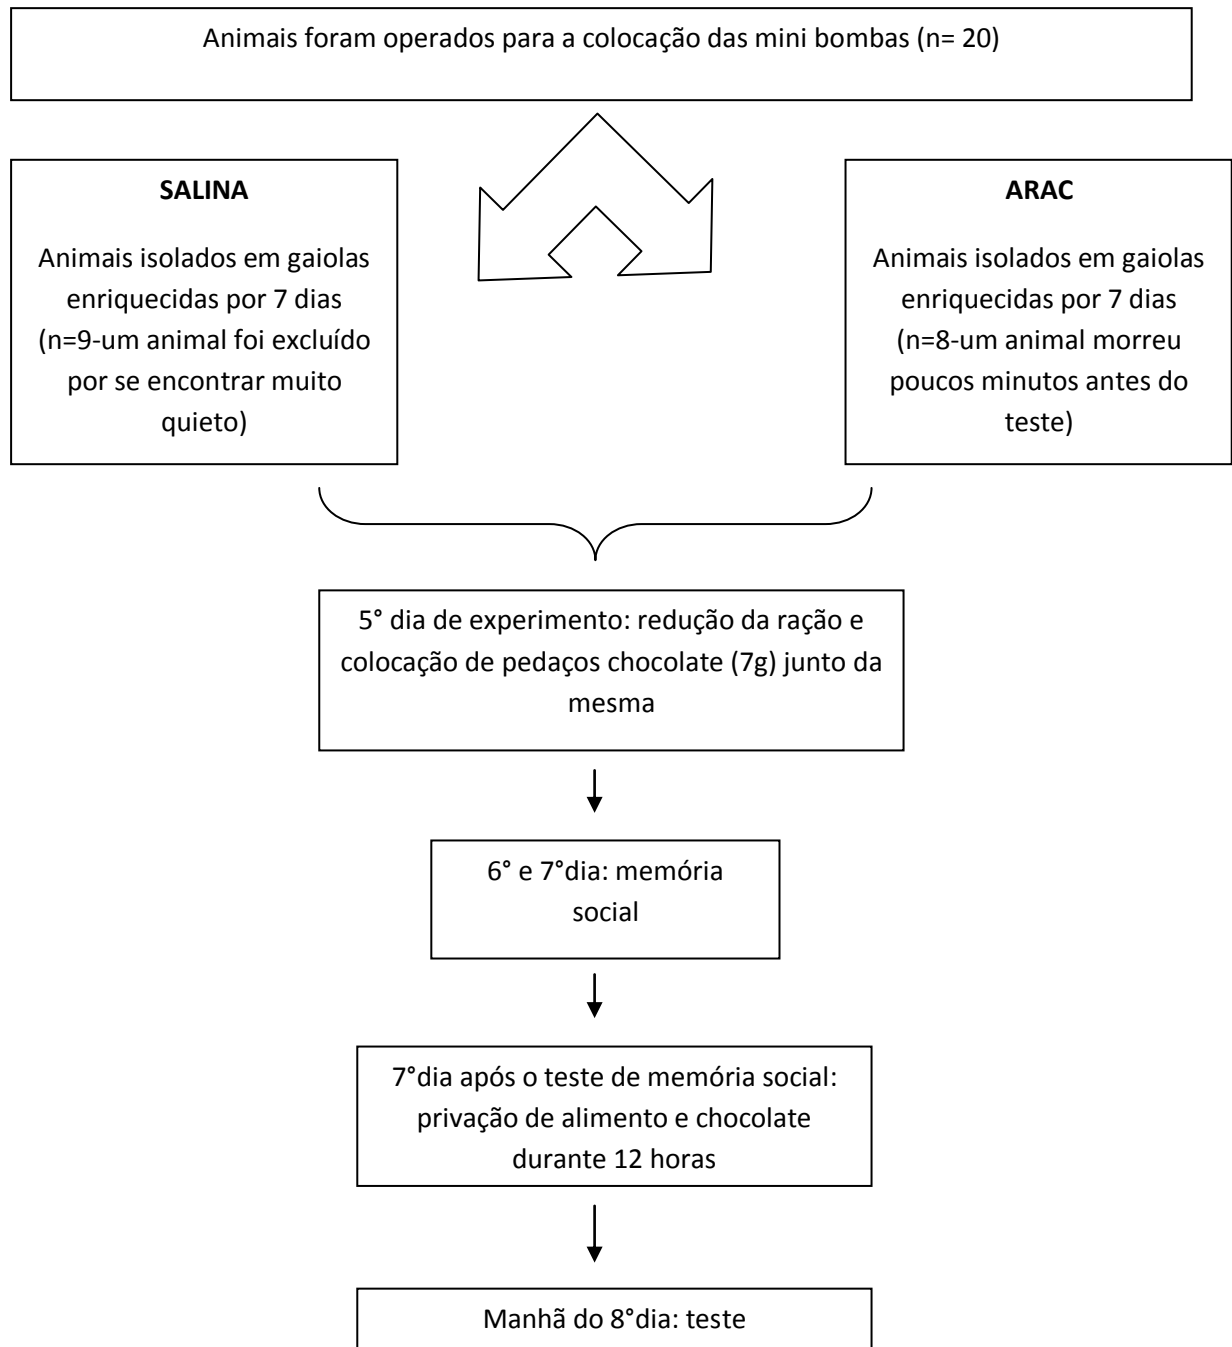 Animais foram operados para a colocação das mini bombas (n= 20)
SALINA
Animais isolados em gaiolas
enriquecidas por 7 dias
(n=9-um animal foi excluído
por se encontrar muito
quieto)
ARAC
Animais isolados em gaiolas
enriquecidas por 7 dias
(n=8-um animal morreu
poucos minutos antes do
teste)
5° dia de experimento: redução da ração e
colocação de pedaços chocolate (7g) junto da
mesma
6° e 7°dia: memória
social
7°dia após o teste de memória social:
privação de alimento e chocolate
durante 12 horas
Manhã do 8°dia: teste